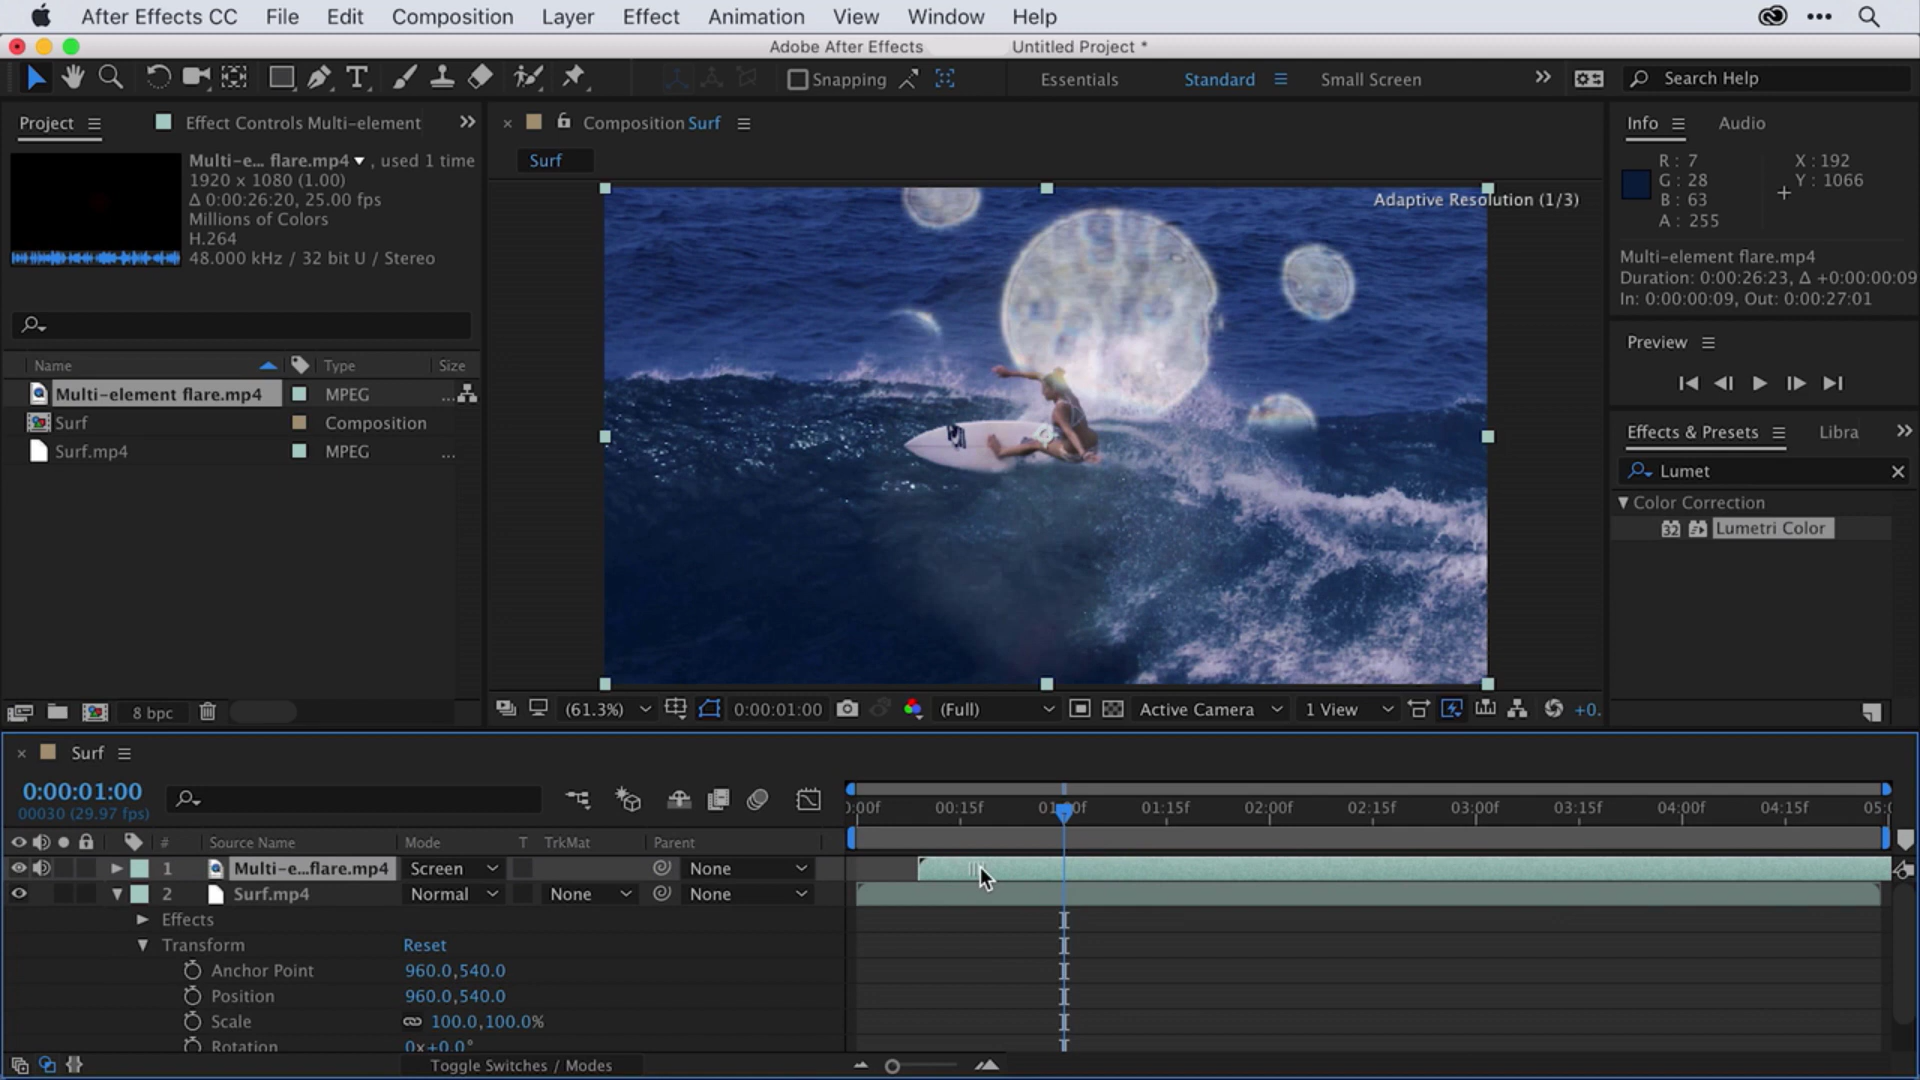 After Effects CC File Edit Composition Layer Effect Animation View Window Help
Adobe After Effects Untitled Project *
Snapping Essentials Standard Small Screen Search Help
Project Effect Controls Multi-element
Multi-e... flare.mp4 , used 1 time
1920 x 1080 (1.00)
Δ 0:00:26:20, 25.00 fps
Millions of Colors
H.264
48.000 kHz / 32 bit U / Stereo
Name Type Size
Multi-element flare.mp4 MPEG ...
Surf Composition
Surf.mp4 MPEG ...
8 bpc
Composition Surf
Surf
Adaptive Resolution (1/3)
(61.3%) 0:00:01:00 (Full) Active Camera 1 View +0.
Info Audio
R : 7 X : 192
G : 28 Y : 1066
B : 63
A : 255
Multi-element flare.mp4
Duration: 0:00:26:23, Δ +0:00:00:09
In: 0:00:00:09, Out: 0:00:27:01
Preview
Effects & Presets Libra
Lumet
Color Correction
32 Lumetri Color
Surf
0:00:01:00
00030 (29.97 fps)
):00f 00:15f 01:00f 01:15f 02:00f 02:15f 03:00f 03:15f 04:00f 04:15f 05:0
# Source Name Mode T TrkMat Parent
1 Multi-e...flare.mp4 Screen None
2 Surf.mp4 Normal None None
Effects
Transform Reset
Anchor Point 960.0,540.0
Position 960.0,540.0
Scale 100.0,100.0%
Rotation 0x+0.0°
Toggle Switches / Modes